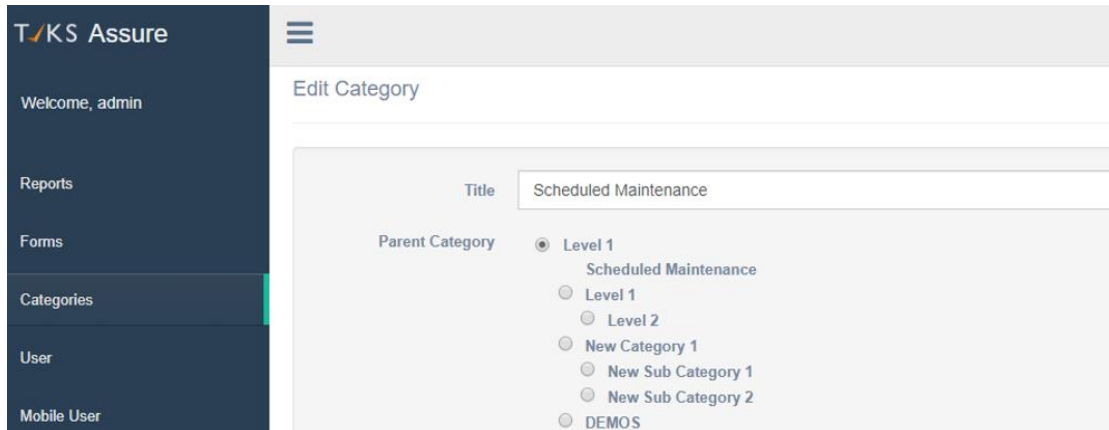 TAKS Assure
Welcome, admin
Reports
Forms
Categories
User
Mobile User
Edit Category
Title
Scheduled Maintenance
Parent Category
Level 1
Scheduled Maintenance
Level 1
Level 2
New Category 1
New Sub Category 1
New Sub Category 2
DEMOS